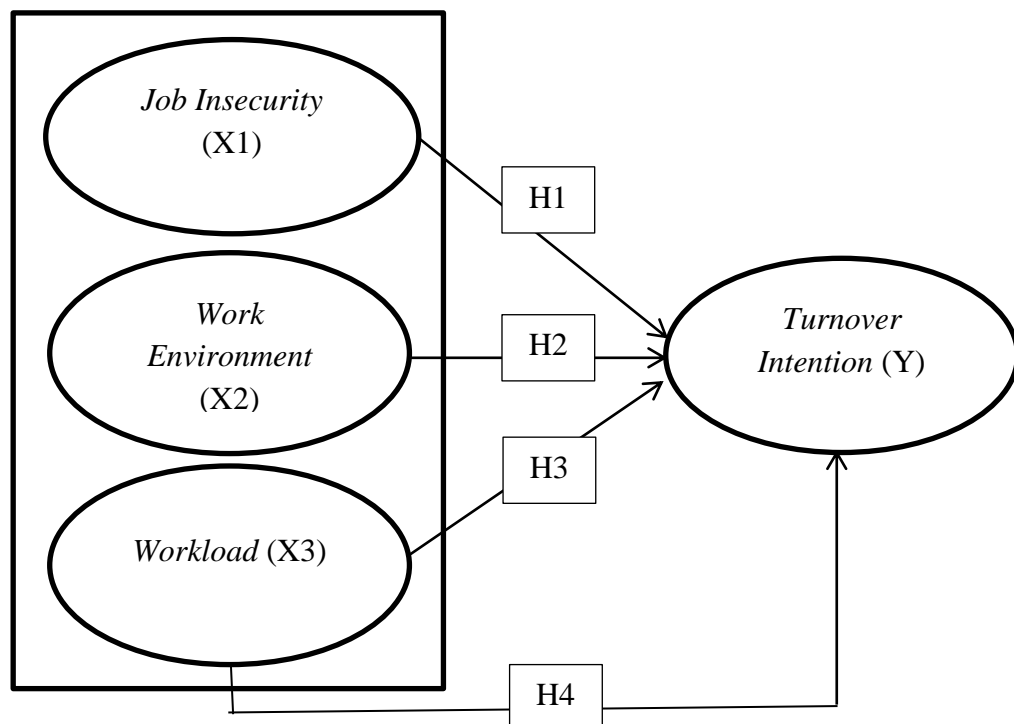 Job Insecurity
(X1)
H1
Work
Environment
(X2)
H2
Turnover
Intention (Y)
H3
Workload (X3)
H4